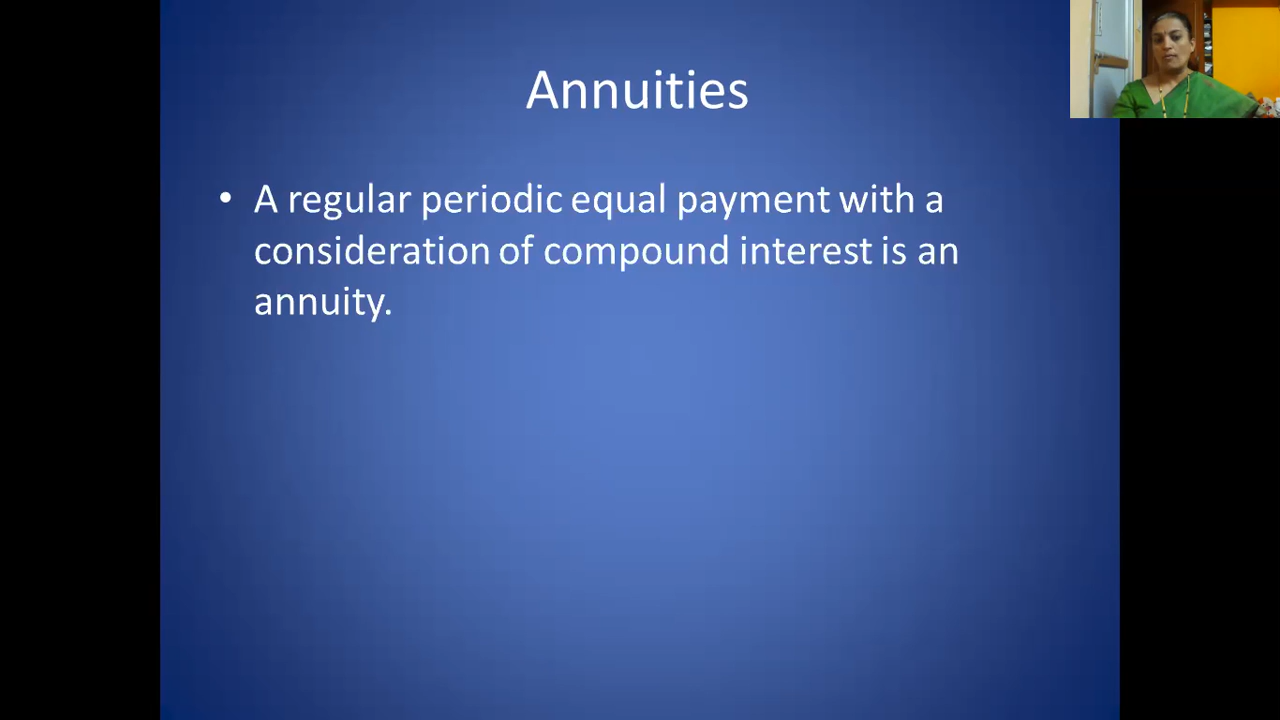 Annuities
• A regular periodic equal payment with a
consideration of compound interest is an
annuity.